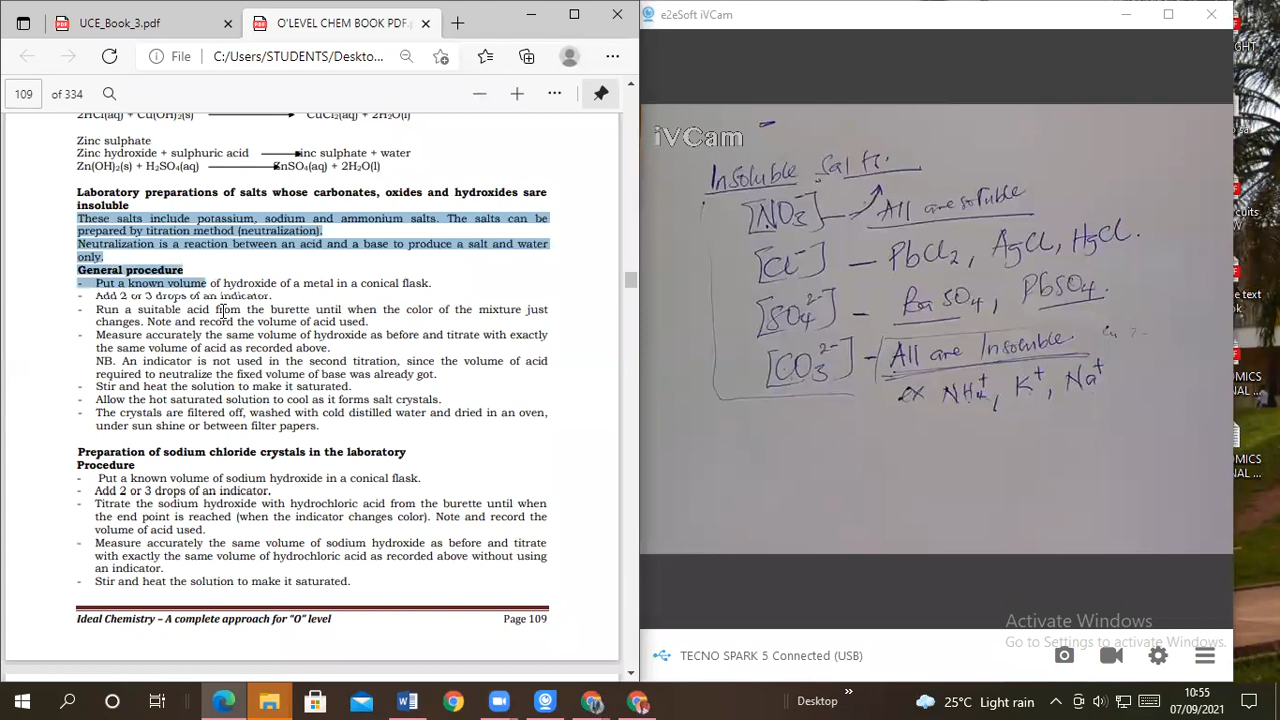 UCE_Book_3.pdf
O'LEVEL CHEM BOOK PDF.
e2eSoft iVCam
File
C:/Users/STUDENTS/Deskto...
109
of 334
2HCl(aq) + Cu(OH)2(s) CuCl2(aq) + 2H2O(l)
Zinc sulphate
Zinc hydroxide + sulphuric acid zinc sulphate + water
Zn(OH)2(s) + H2SO4(aq) ZnSO4(aq) + 2H2O(l)
Laboratory preparations of salts whose carbonates, oxides and hydroxides sare
insoluble
These salts include potassium, sodium and ammonium salts. The salts can be
prepared by titration method (neutralization).
Neutralization is a reaction between an acid and a base to produce a salt and water
only.
General procedure
- Put a known volume of hydroxide of a metal in a conical flask.
- Add 2 or 3 drops of an indicator.
- Run a suitable acid from the burette until when the color of the mixture just
changes. Note and record the volume of acid used.
- Measure accurately the same volume of hydroxide as before and titrate with exactly
the same volume of acid as recorded above.
NB. An indicator is not used in the second titration, since the volume of acid
required to neutralize the fixed volume of base was already got.
- Stir and heat the solution to make it saturated.
- Allow the hot saturated solution to cool as it forms salt crystals.
- The crystals are filtered off, washed with cold distilled water and dried in an oven,
under sun shine or between filter papers.
Preparation of sodium chloride crystals in the laboratory
Procedure
- Put a known volume of sodium hydroxide in a conical flask.
- Add 2 or 3 drops of an indicator.
- Titrate the sodium hydroxide with hydrochloric acid from the burette until when
the end point is reached (when the indicator changes color). Note and record the
volume of acid used.
- Measure accurately the same volume of sodium hydroxide as before and titrate
with exactly the same volume of hydrochloric acid as recorded above without using
an indicator.
- Stir and heat the solution to make it saturated.
Ideal Chemistry – A complete approach for "O" level
Page 109
iVCam
Insoluble Salts.
[NO3] - All are soluble
[Cl-] - PbCl2, AgCl, HgCl.
[SO4 2-] - BaSO4, PbSO4.
[CO3 2-] - All are Insoluble.
ex NH4+, K+, Na+
Activate Windows
Go to Settings to activate Windows.
TECNO SPARK 5 Connected (USB)
Desktop
25°C Light rain
10:55
07/09/2021